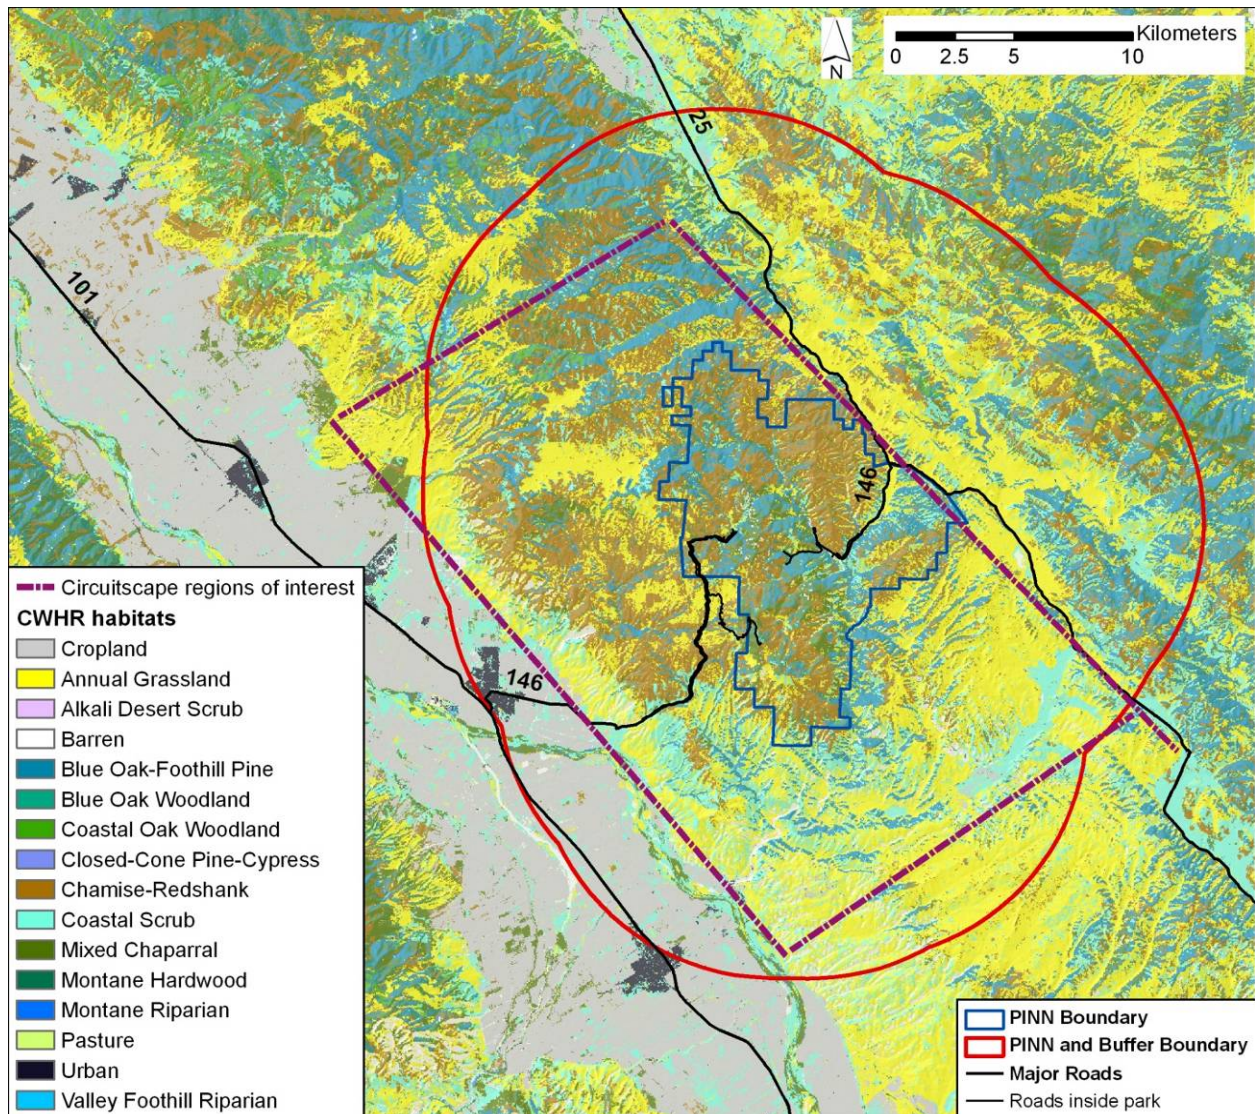 Kilometers
0 2.5 5 10
N
25
101
146
146
Circuitscape regions of interest
CWHR habitats
Cropland
Annual Grassland
Alkali Desert Scrub
Barren
Blue Oak-Foothill Pine
Blue Oak Woodland
Coastal Oak Woodland
Closed-Cone Pine-Cypress
Chamise-Redshank
Coastal Scrub
Mixed Chaparral
Montane Hardwood
Montane Riparian
Pasture
Urban
Valley Foothill Riparian
PINN Boundary
PINN and Buffer Boundary
Major Roads
Roads inside park